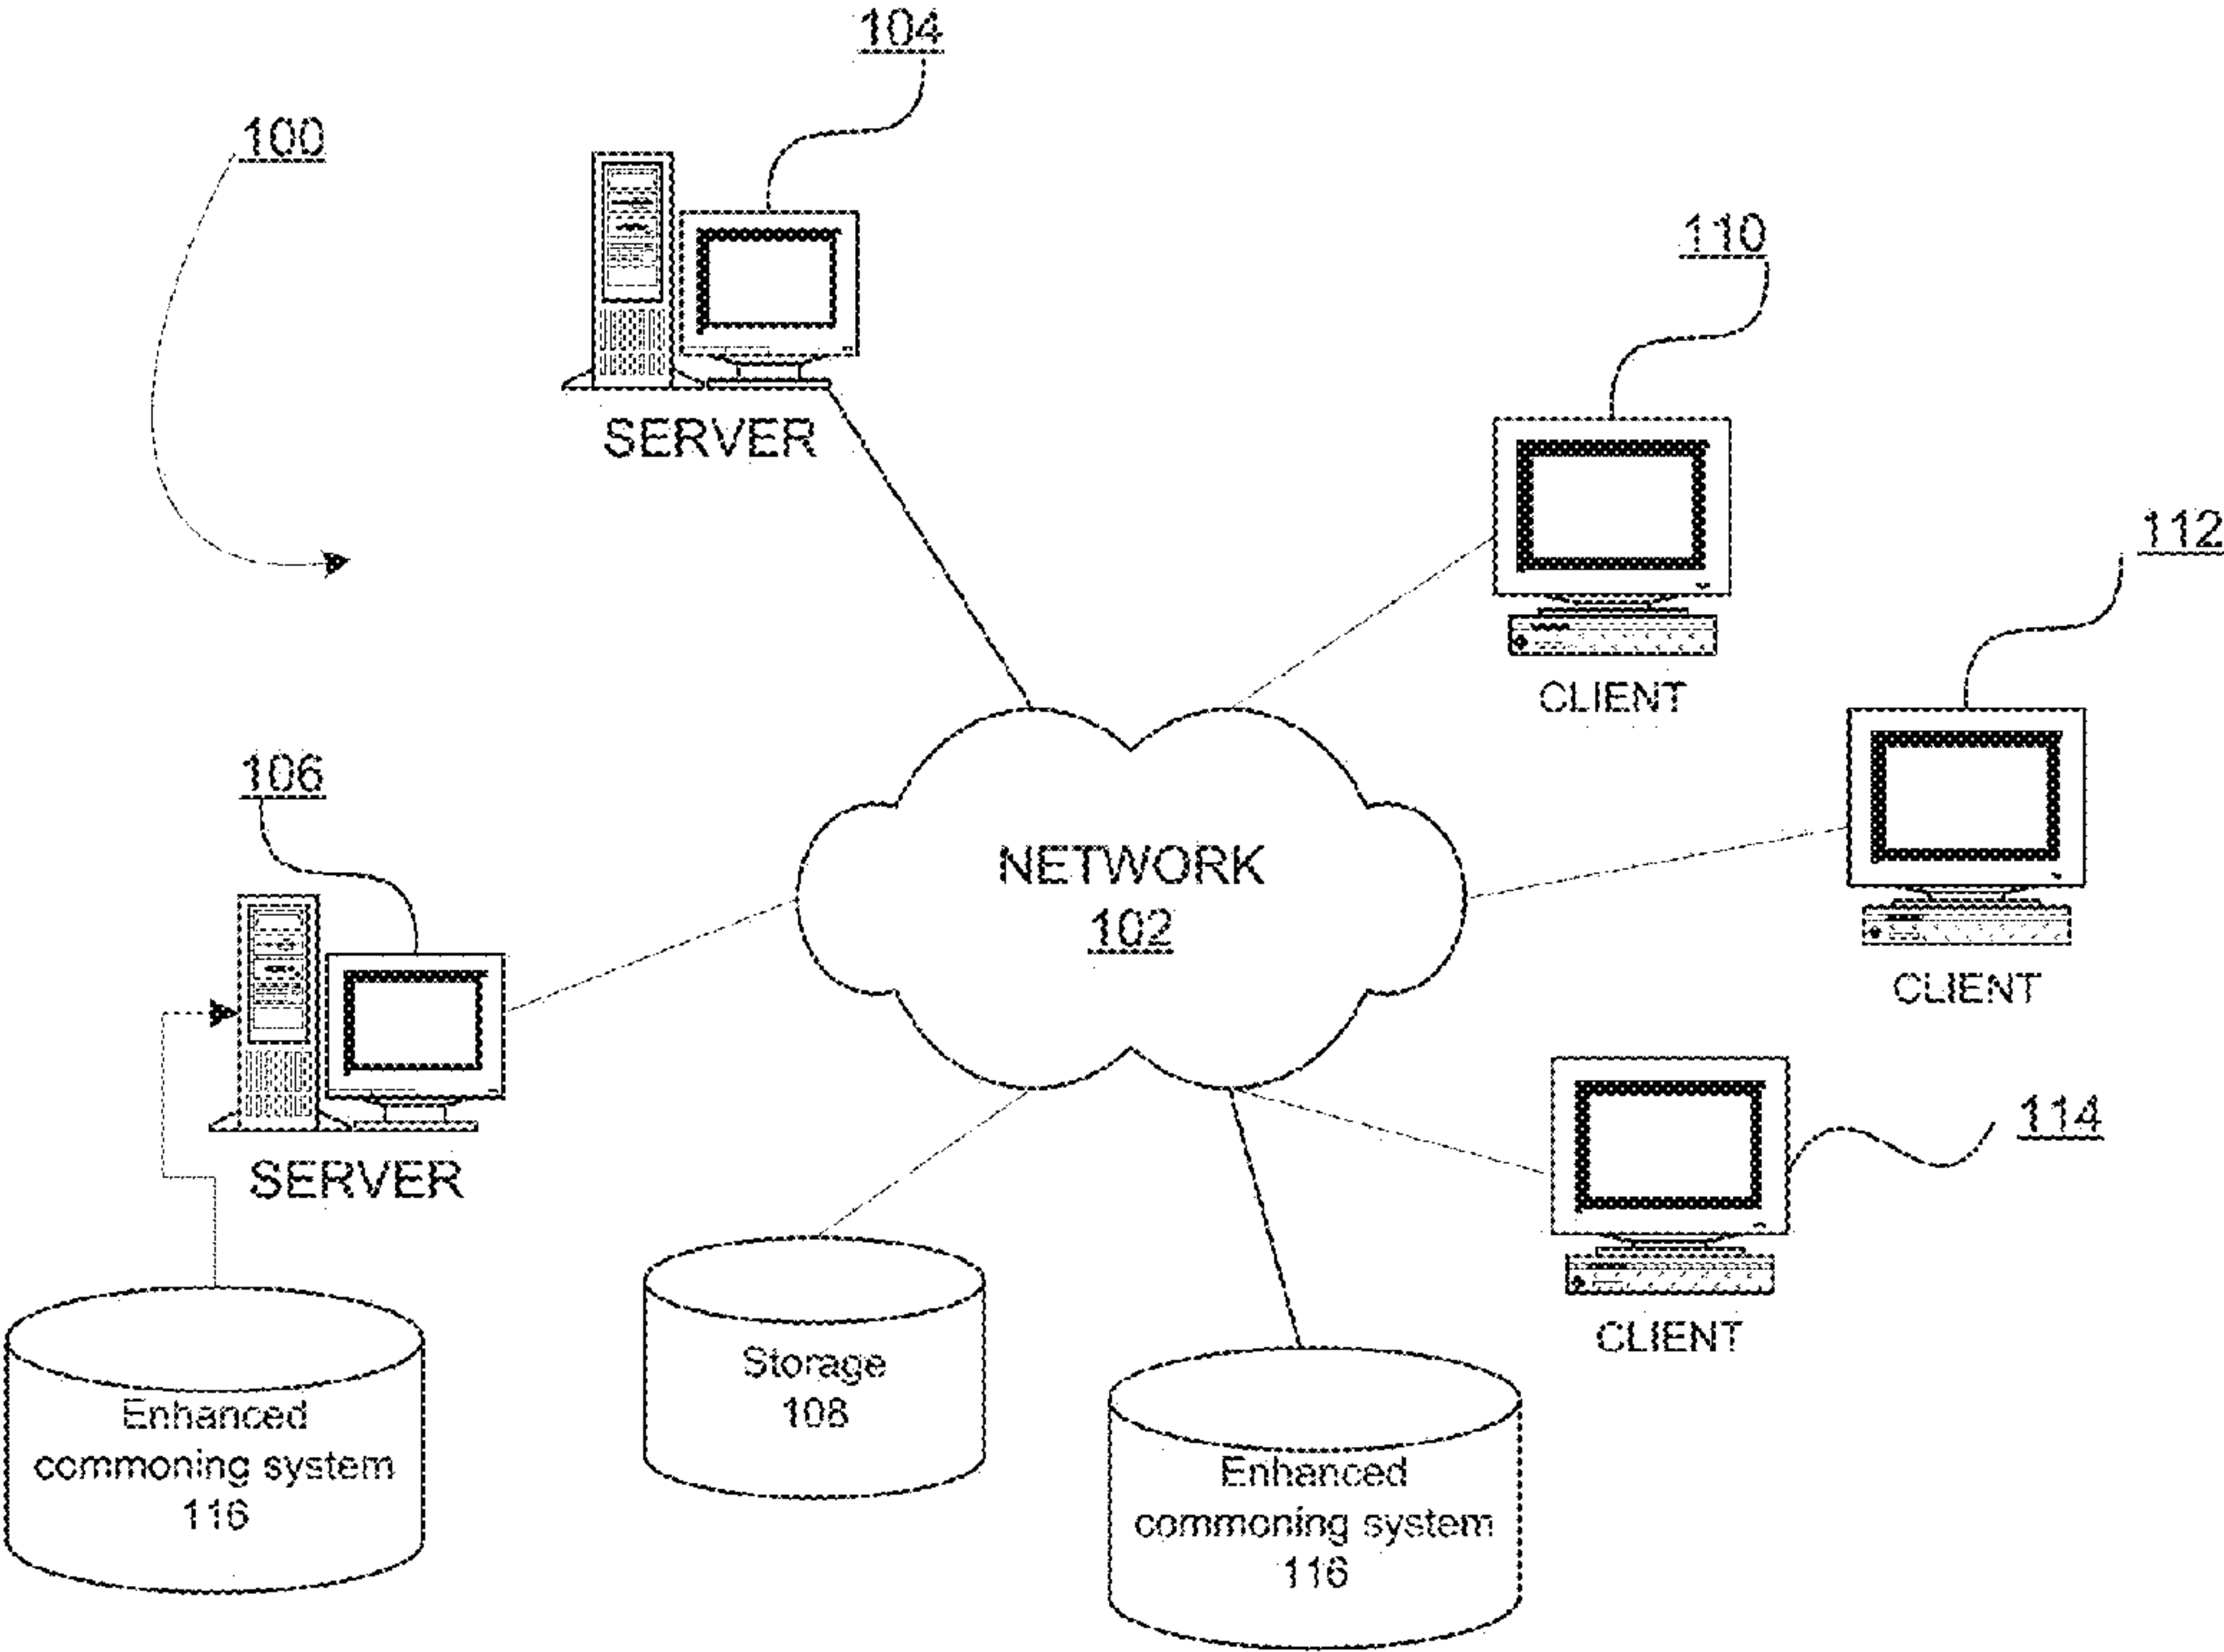 104
100
110
SERVER
112
CLIENT
106
NETWORK
102
CLIENT
114
SERVER
CLIENT
Storage
108
Enhanced
commoning system
116
Enhanced
commoning system
116